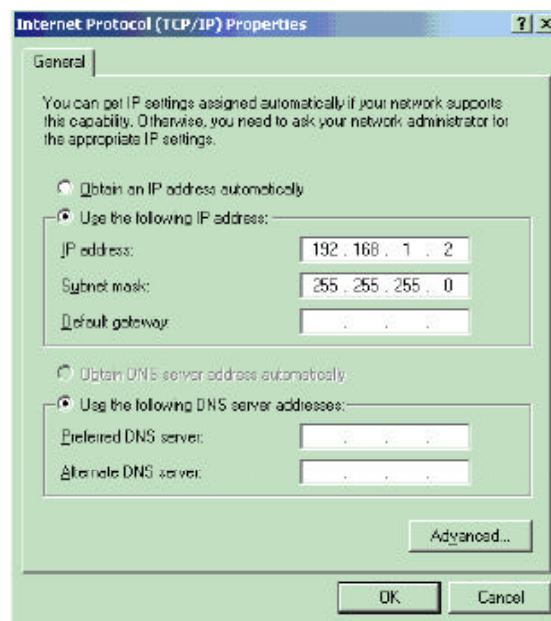 Internet Protocol (TCP/IP) Properties
? ×
General
You can get IP settings assigned automatically if your network supports
this capability. Otherwise, you need to ask your network administrator for
the appropriate IP settings.
Obtain an IP address automatically
Use the following IP address:
IP address: 192 . 168 . 1 . 2
Subnet mask: 255 . 255 . 255 . 0
Default gateway: . . .
Obtain DNS server address automatically
Use the following DNS server addresses:
Preferred DNS server: . . .
Alternate DNS server: . . .
Advanced...
OK Cancel